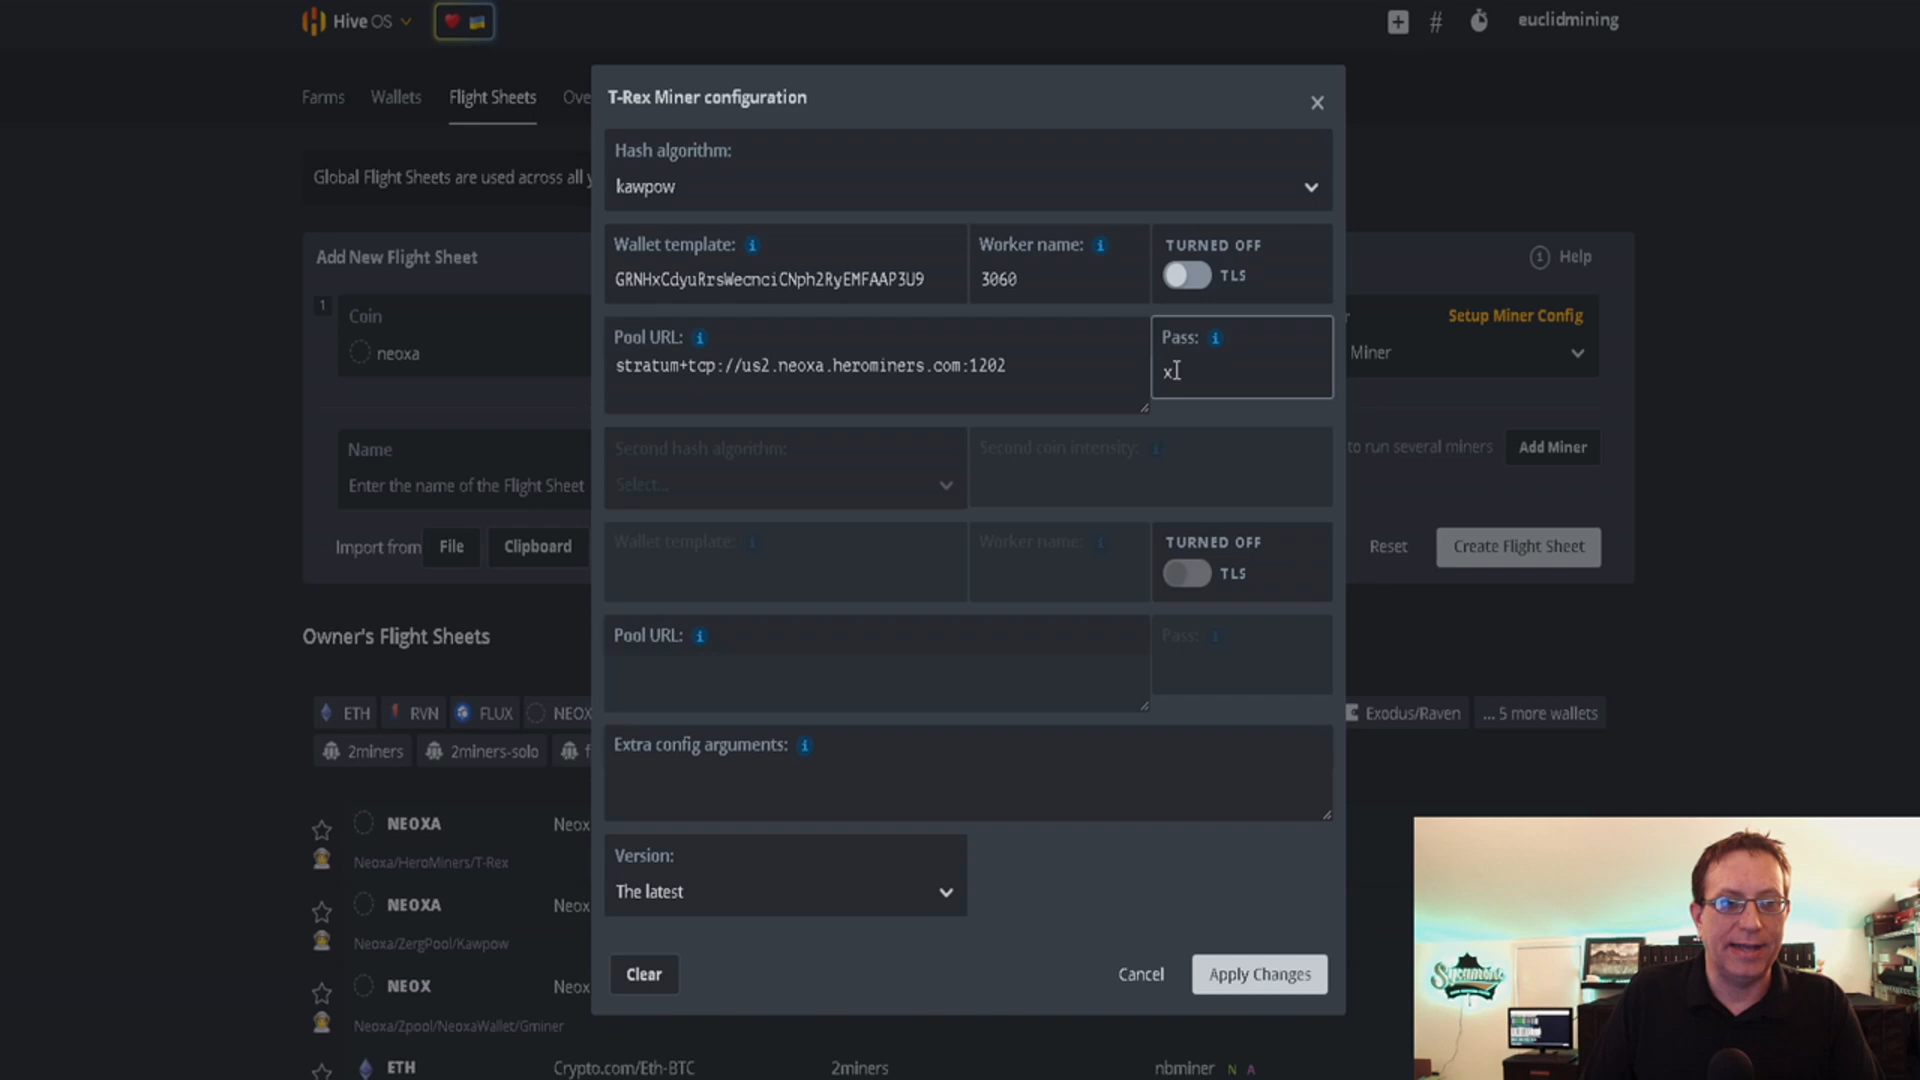 Hive OS
euclidmining
Farms Wallets Flight Sheets Ove
T-Rex Miner configuration
Global Flight Sheets are used across all y
Hash algorithm:
kawpow
Add New Flight Sheet
Help
Wallet template:
GRNHxCdyuRrsWecnciCNph2RyEMFAAP3U9
Worker name:
3060
TURNED OFF
TLS
1
Coin
neoxa
Pool URL:
stratum+tcp://us2.neoxa.herominers.com:1202
Pass:
x
Setup Miner Config
Miner
Name
Enter the name of the Flight Sheet
Second hash algorithm:
Select...
Second coin intensity:
to run several miners
Add Miner
Import from File Clipboard
Wallet template:
Worker name:
TURNED OFF
TLS
Reset
Create Flight Sheet
Owner's Flight Sheets
Pool URL:
Pass:
ETH RVN FLUX NEOX
Exodus/Raven
... 5 more wallets
2miners 2miners-solo f
Extra config arguments:
NEOXA Neox
Neoxa/HeroMiners/T-Rex
Version:
The latest
NEOXA Neox
Neoxa/ZergPool/Kawpow
Clear
Cancel
Apply Changes
NEOX Neox
Neoxa/Zpool/NeoxaWallet/Gminer
ETH Crypto.com/Eth-BTC 2miners nbminer N A
Sycamore